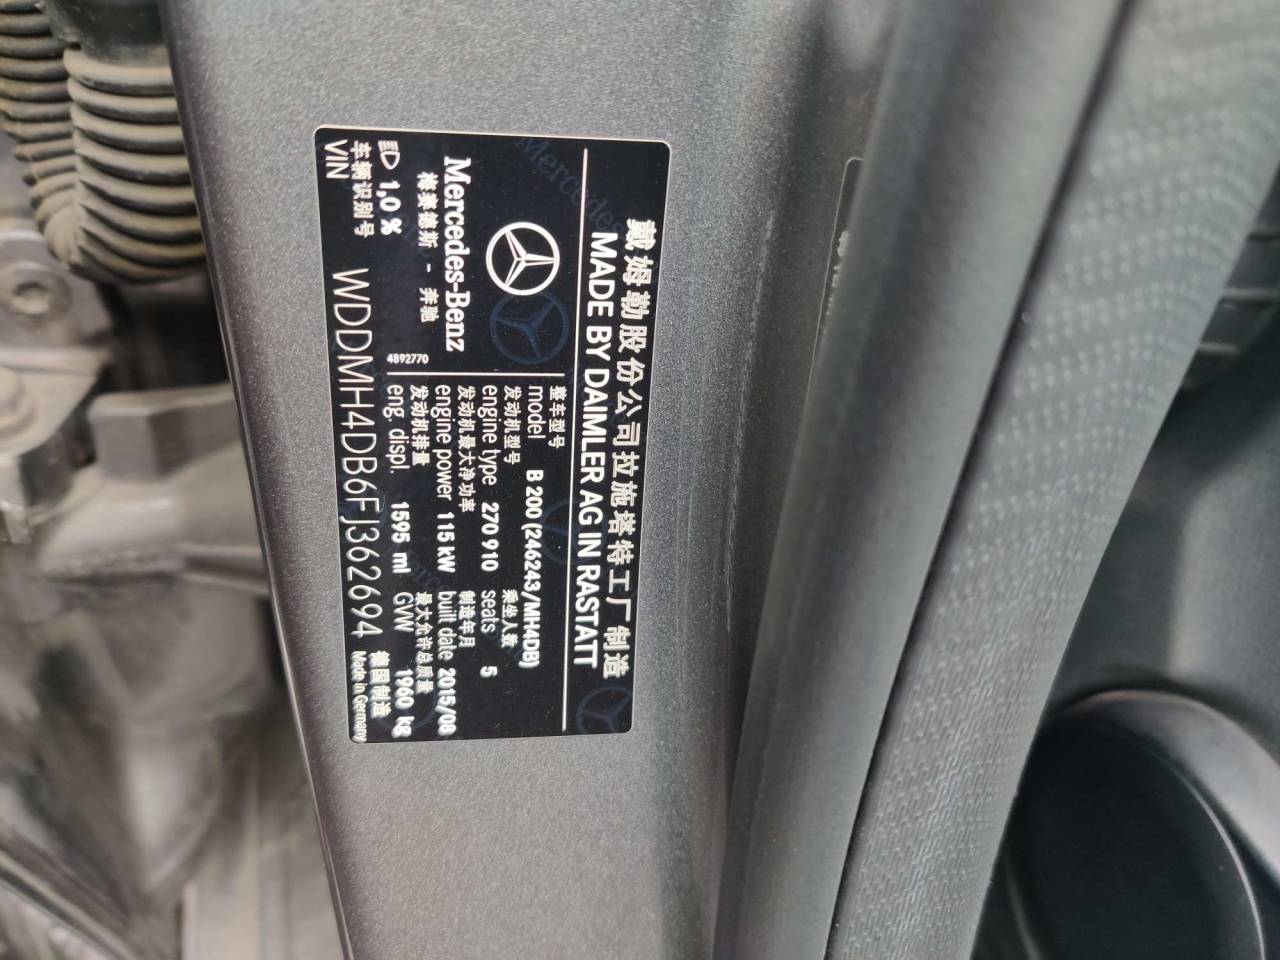 戴姆勒股份公司拉施塔特工厂制造
MADE BY DAIMLER AG IN RASTATT
Mercedes-Benz
梅赛德斯 - 奔驰
4892770
整车型号
model B 200 (246243/MH4DB)
发动机型号 乘坐人数
engine type 270 910 seats 5
发动机最大净功率 制造年月
engine power 115 kW built date 2015/08
发动机排量 最大允许总质量
eng. displ. 1595 ml GVW 1960 kg
1,0 %
车辆识别号 德国制造
VIN WDDMH4DB6FJ362694 Made in Germany